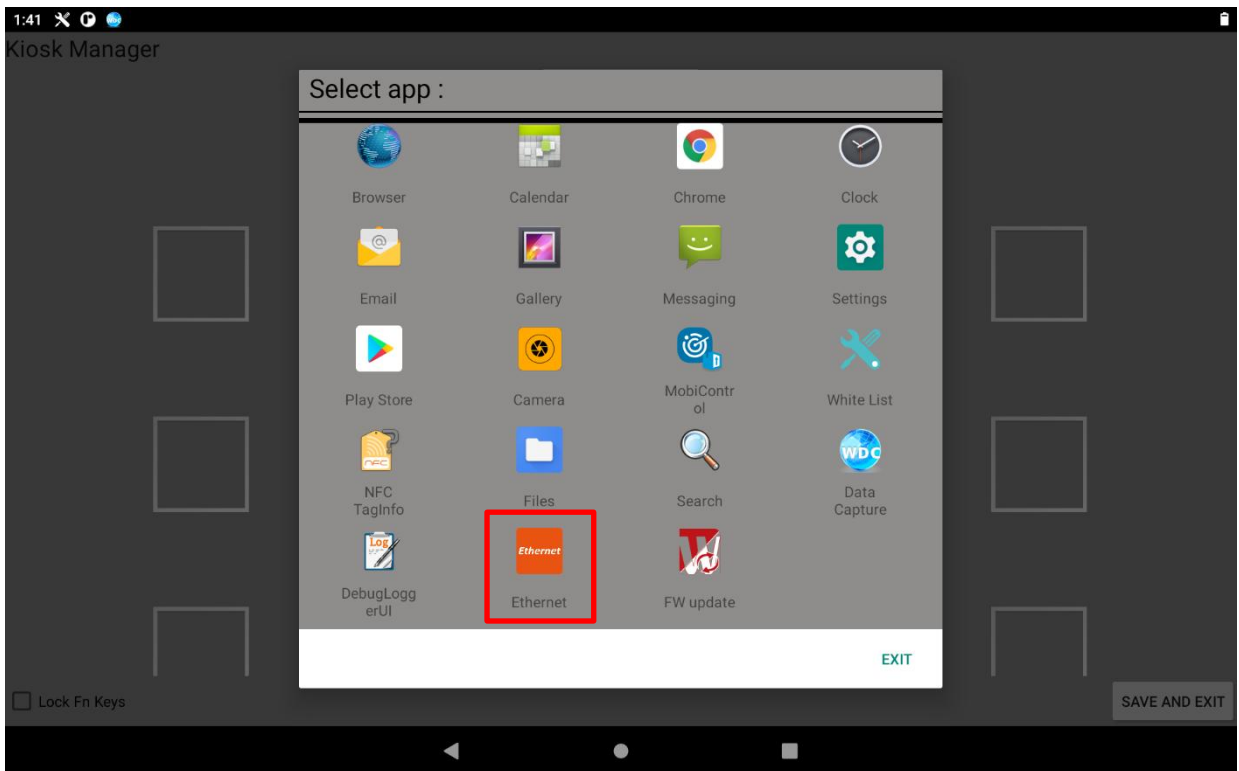 1:41
Kiosk Manager
Select app :
Browser Calendar Chrome Clock
@
Email Gallery Messaging Settings
Play Store Camera MobiContr
ol White List
NFC
WDC
NFC
TagInfo Files Search Data
Capture
Log
Ethernet
W
DebugLogg
erUI Ethernet FW update
EXIT
Lock Fn Keys
SAVE AND EXIT